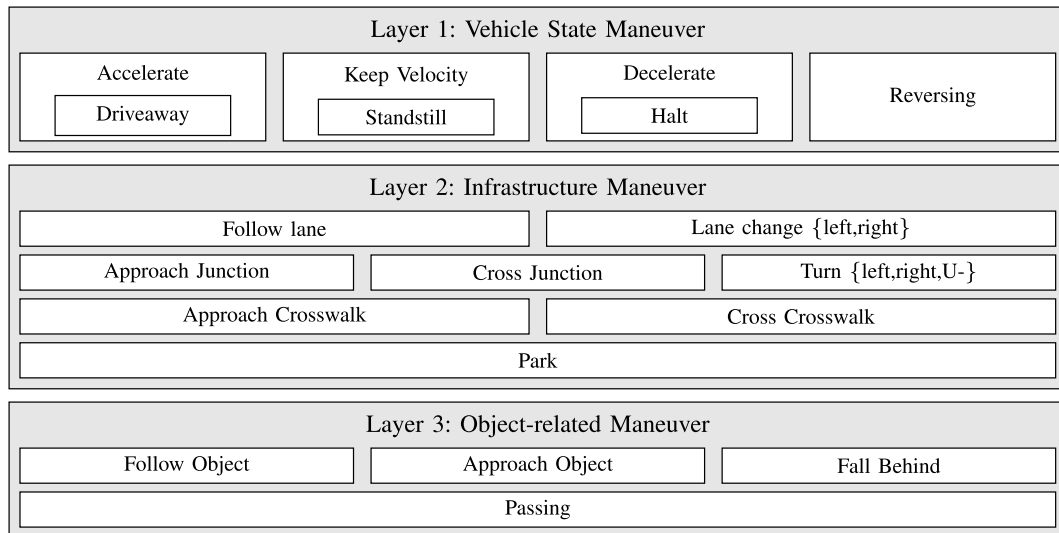 Layer 1: Vehicle State Maneuver
Accelerate
Driveaway
Keep Velocity
Standstill
Decelerate
Halt
Reversing
Layer 2: Infrastructure Maneuver
Follow lane
Lane change {left,right}
Approach Junction
Cross Junction
Turn {left,right,U-}
Approach Crosswalk
Cross Crosswalk
Park
Layer 3: Object-related Maneuver
Follow Object
Approach Object
Fall Behind
Passing